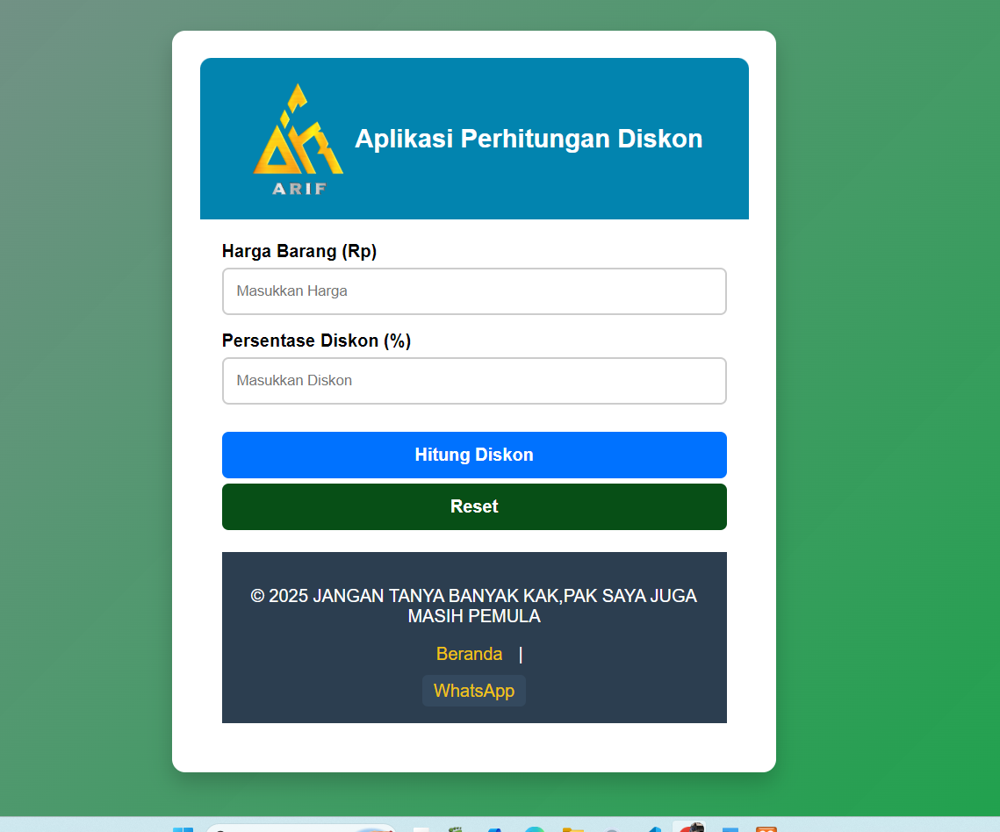 ARIF
Aplikasi Perhitungan Diskon
Harga Barang (Rp)
Masukkan Harga
Persentase Diskon (%)
Masukkan Diskon
Hitung Diskon
Reset
© 2025 JANGAN TANYA BANYAK KAK,PAK SAYA JUGA
MASIH PEMULA
Beranda |
WhatsApp